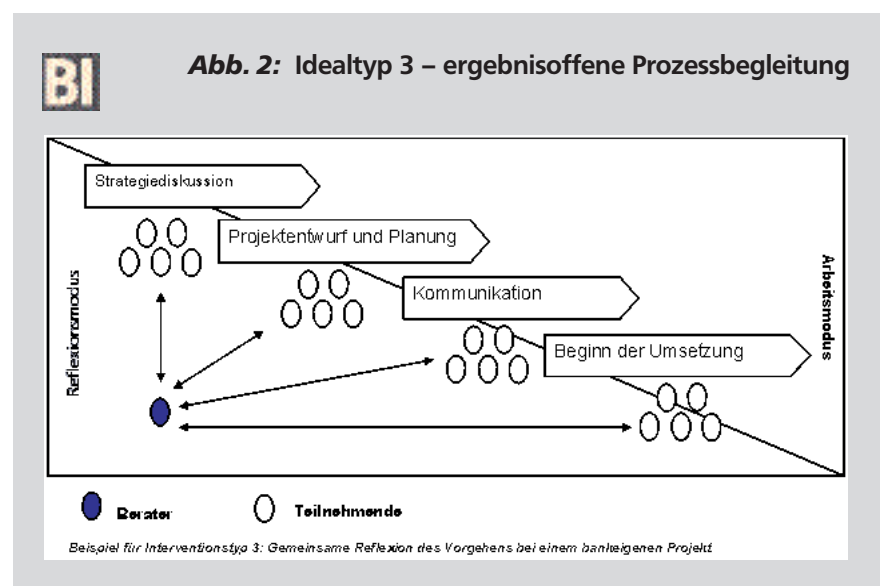 BI
Abb. 2: Idealtyp 3 – ergebnisoffene Prozessbegleitung
Strategiediskussion
Projektentwurf und Planung
Kommunikation
Beginn der Umsetzung
Reflexionsmodus
Arbeitsmodus
Berater
Teilnehmende
Beispiel für Interventionstyp 3: Gemeinsame Reflexion des Vorgehens bei einem bankeigenen Projekt